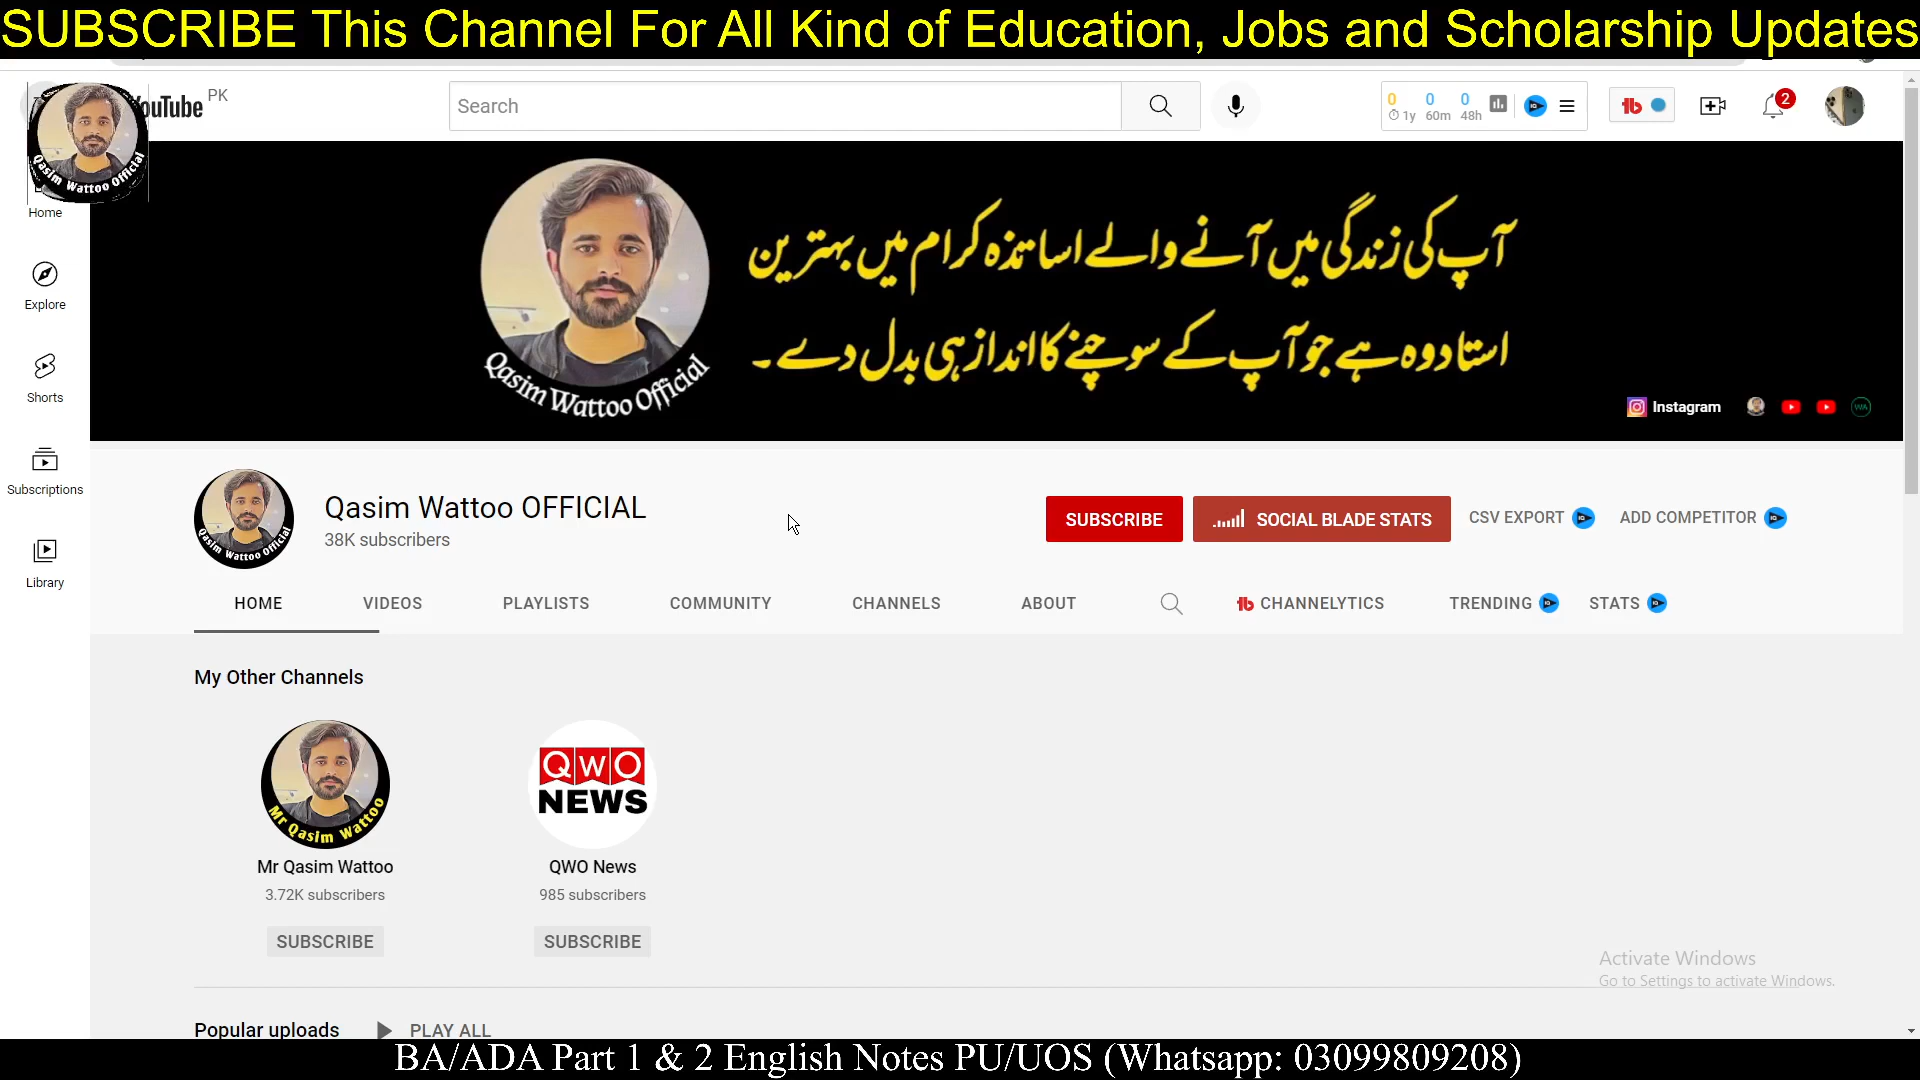 SUBSCRIBE This Channel For All Kind of Education, Jobs and Scholarship Updates
YouTube PK
Search
0 0 0
1y 60m 48h
2
Qasim Wattoo Official
Home
Explore
Shorts
Subscriptions
Library
آپ کی زندگی میں آنے والے اساتذہ کرام میں بہترین
استاد وہ ہے جو آپ کے سوچنے کا انداز ہی بدل دے۔
Qasim Wattoo Official
Instagram
Qasim Wattoo Official
Qasim Wattoo OFFICIAL
38K subscribers
SUBSCRIBE
SOCIAL BLADE STATS
CSV EXPORT
ADD COMPETITOR
HOME VIDEOS PLAYLISTS COMMUNITY CHANNELS ABOUT CHANNELYTICS TRENDING STATS
My Other Channels
Mr Qasim Wattoo
QWO
NEWS
Mr Qasim Wattoo QWO News
3.72K subscribers 985 subscribers
SUBSCRIBE SUBSCRIBE
Activate Windows
Go to Settings to activate Windows.
Popular uploads PLAY ALL
BA/ADA Part 1 & 2 English Notes PU/UOS (Whatsapp: 03099809208)